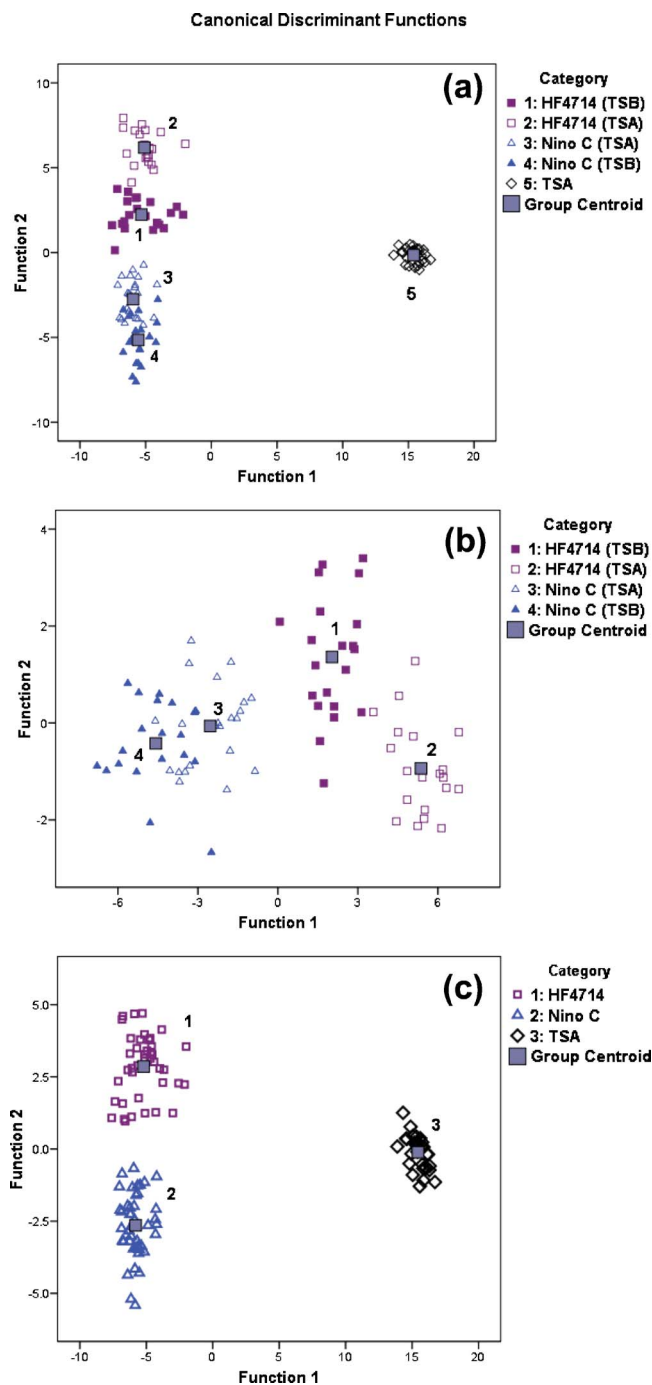 Canonical Discriminant Functions
(a)
Category
1: HF4714 (TSB)
2: HF4714 (TSA)
3: Nino C (TSA)
4: Nino C (TSB)
5: TSA
Group Centroid
2
1
3
4
5
Function 2
10
5
0
-5
-10
-10 -5 0 5 10 15 20
Function 1
(b)
Category
1: HF4714 (TSB)
2: HF4714 (TSA)
3: Nino C (TSA)
4: Nino C (TSB)
Group Centroid
1
3
4
2
Function 2
4
2
0
-2
-6 -3 0 3 6
Function 1
(c)
Category
1: HF4714
2: Nino C
3: TSA
Group Centroid
1
3
2
Function 2
5.0
2.5
0.0
-2.5
-5.0
-10 -5 0 5 10 15 20
Function 1